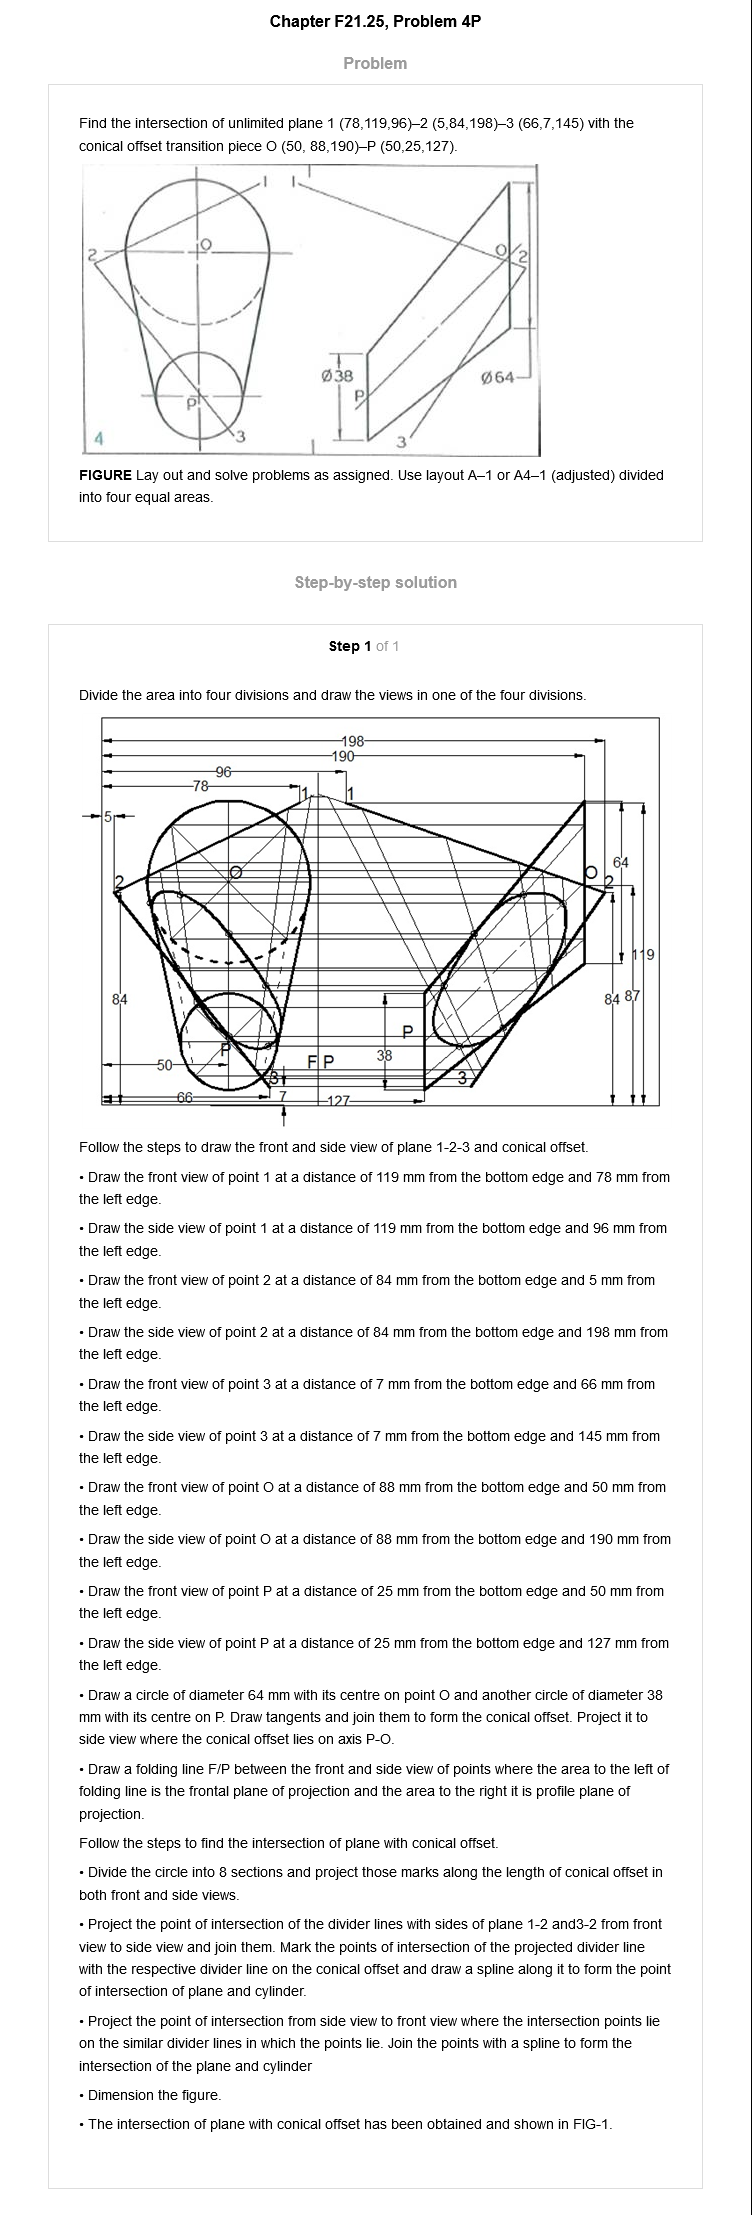 Chapter F21.25, Problem 4P
Problem
Find the intersection of unlimited plane 1 (78,119,96)–2 (5,84,198)–3 (66,7,145) vith the
conical offset transition piece O (50, 88,190)–P (50,25,127).
1 1
2 O O 2
Ø38 Ø64
P P
3 3
4
FIGURE Lay out and solve problems as assigned. Use layout A–1 or A4–1 (adjusted) divided
into four equal areas.
Step-by-step solution
Step 1 of 1
Divide the area into four divisions and draw the views in one of the four divisions.
198
190
96
78
1 1
5
64
O O
2 2
119
84 84 87
P P
F P 38
50
3 3
66 7 127
Follow the steps to draw the front and side view of plane 1-2-3 and conical offset.
• Draw the front view of point 1 at a distance of 119 mm from the bottom edge and 78 mm from
the left edge.
• Draw the side view of point 1 at a distance of 119 mm from the bottom edge and 96 mm from
the left edge.
• Draw the front view of point 2 at a distance of 84 mm from the bottom edge and 5 mm from
the left edge.
• Draw the side view of point 2 at a distance of 84 mm from the bottom edge and 198 mm from
the left edge.
• Draw the front view of point 3 at a distance of 7 mm from the bottom edge and 66 mm from
the left edge.
• Draw the side view of point 3 at a distance of 7 mm from the bottom edge and 145 mm from
the left edge.
• Draw the front view of point O at a distance of 88 mm from the bottom edge and 50 mm from
the left edge.
• Draw the side view of point O at a distance of 88 mm from the bottom edge and 190 mm from
the left edge.
• Draw the front view of point P at a distance of 25 mm from the bottom edge and 50 mm from
the left edge.
• Draw the side view of point P at a distance of 25 mm from the bottom edge and 127 mm from
the left edge.
• Draw a circle of diameter 64 mm with its centre on point O and another circle of diameter 38
mm with its centre on P. Draw tangents and join them to form the conical offset. Project it to
side view where the conical offset lies on axis P-O.
• Draw a folding line F/P between the front and side view of points where the area to the left of
folding line is the frontal plane of projection and the area to the right it is profile plane of
projection.
Follow the steps to find the intersection of plane with conical offset.
• Divide the circle into 8 sections and project those marks along the length of conical offset in
both front and side views.
• Project the point of intersection of the divider lines with sides of plane 1-2 and3-2 from front
view to side view and join them. Mark the points of intersection of the projected divider line
with the respective divider line on the conical offset and draw a spline along it to form the point
of intersection of plane and cylinder.
• Project the point of intersection from side view to front view where the intersection points lie
on the similar divider lines in which the points lie. Join the points with a spline to form the
intersection of the plane and cylinder
• Dimension the figure.
• The intersection of plane with conical offset has been obtained and shown in FIG-1.